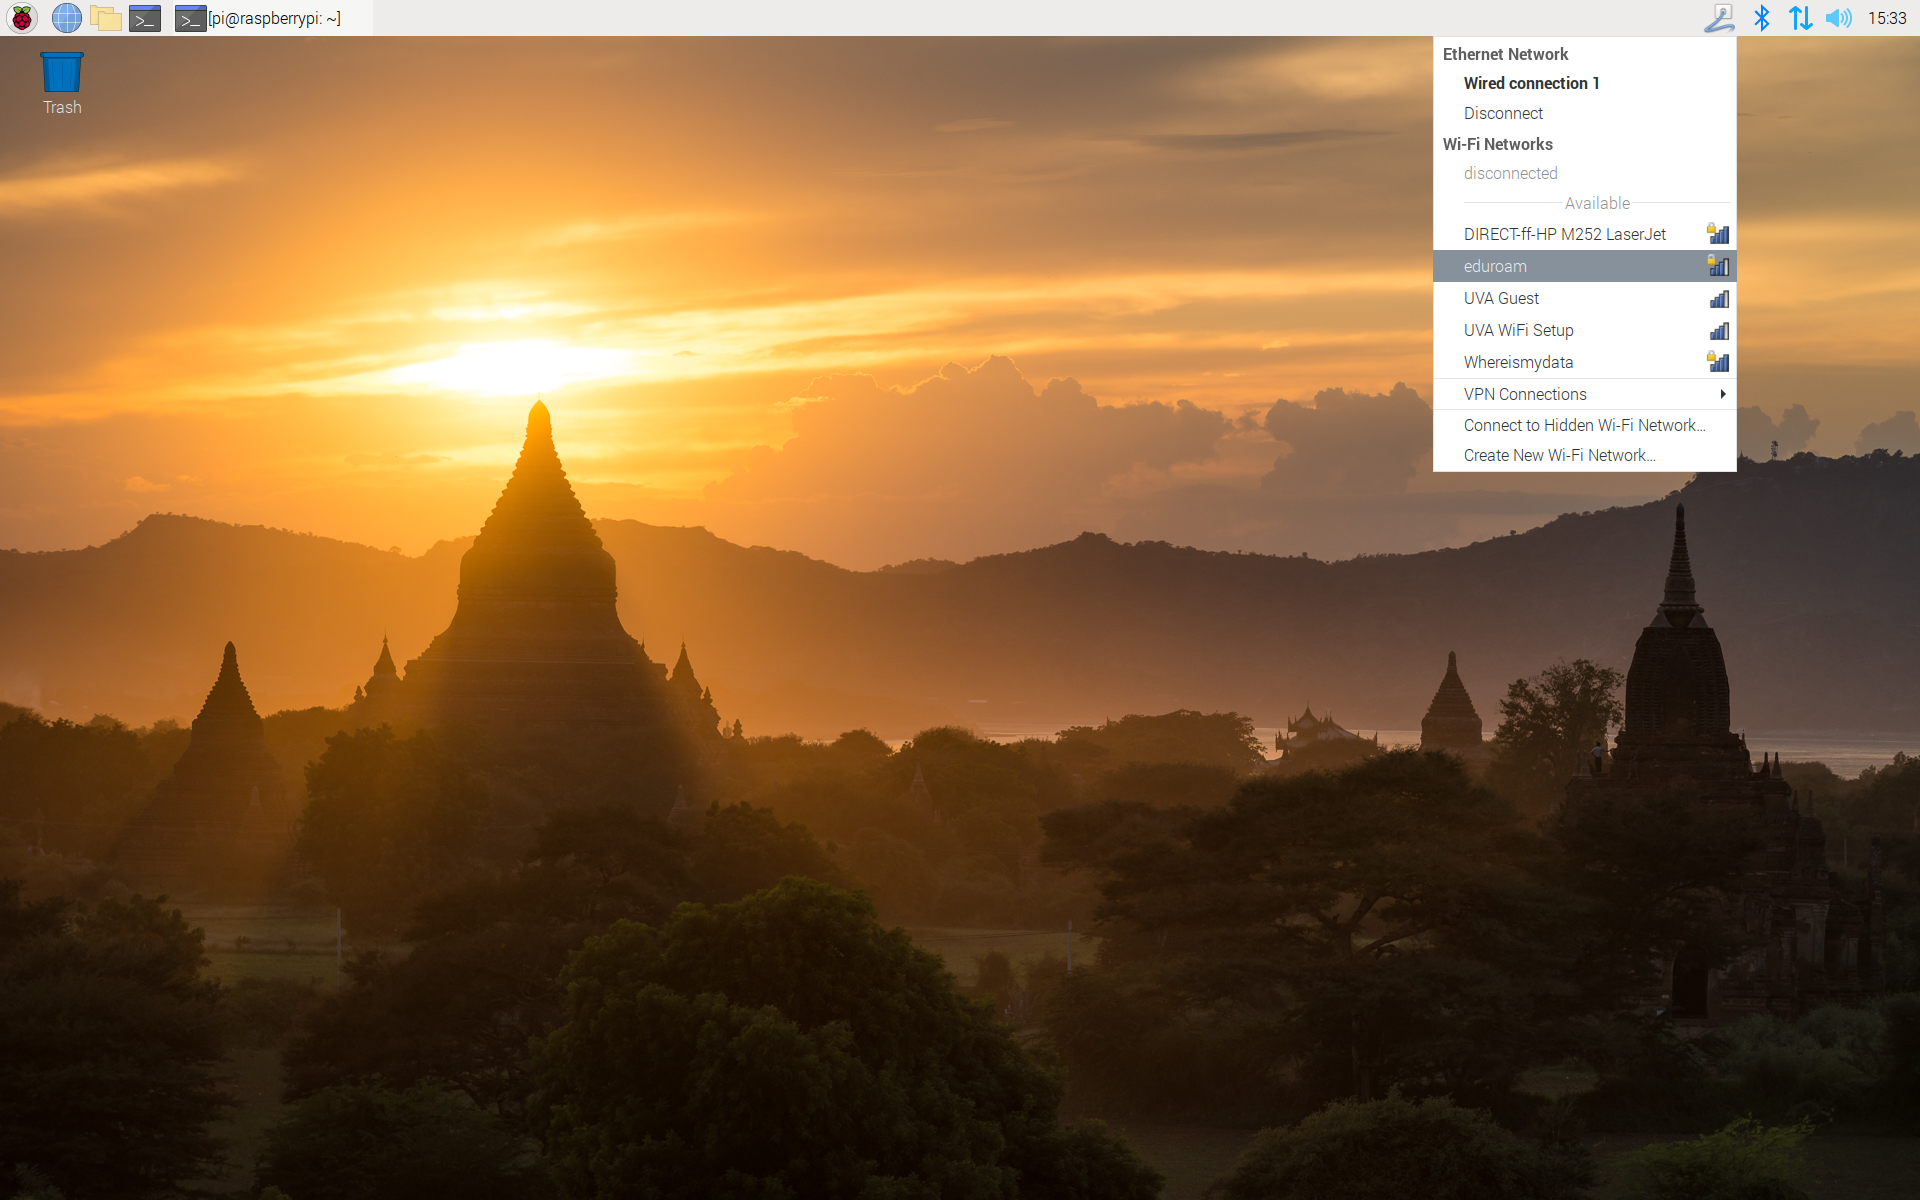 [pi@raspberrypi: ~]
15:33
Trash
Ethernet Network
Wired connection 1
Disconnect
Wi-Fi Networks
disconnected
Available
DIRECT-ff-HP M252 LaserJet
eduroam
UVA Guest
UVA WiFi Setup
Whereismydata
VPN Connections
Connect to Hidden Wi-Fi Network...
Create New Wi-Fi Network...